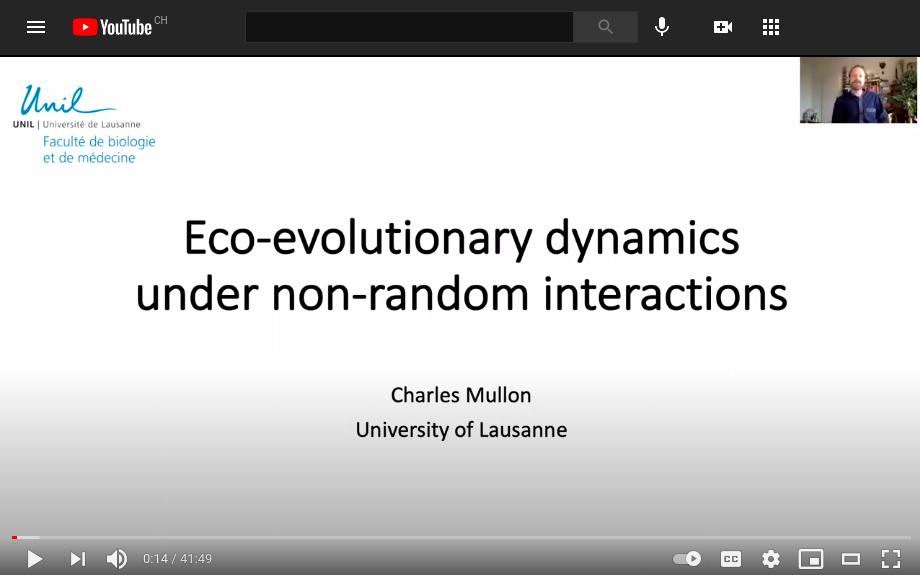 YouTube CH
Unil
UNIL | Université de Lausanne
Faculté de biologie
et de médecine
Eco-evolutionary dynamics
under non-random interactions
Charles Mullon
University of Lausanne
0:14 / 41:49
CC